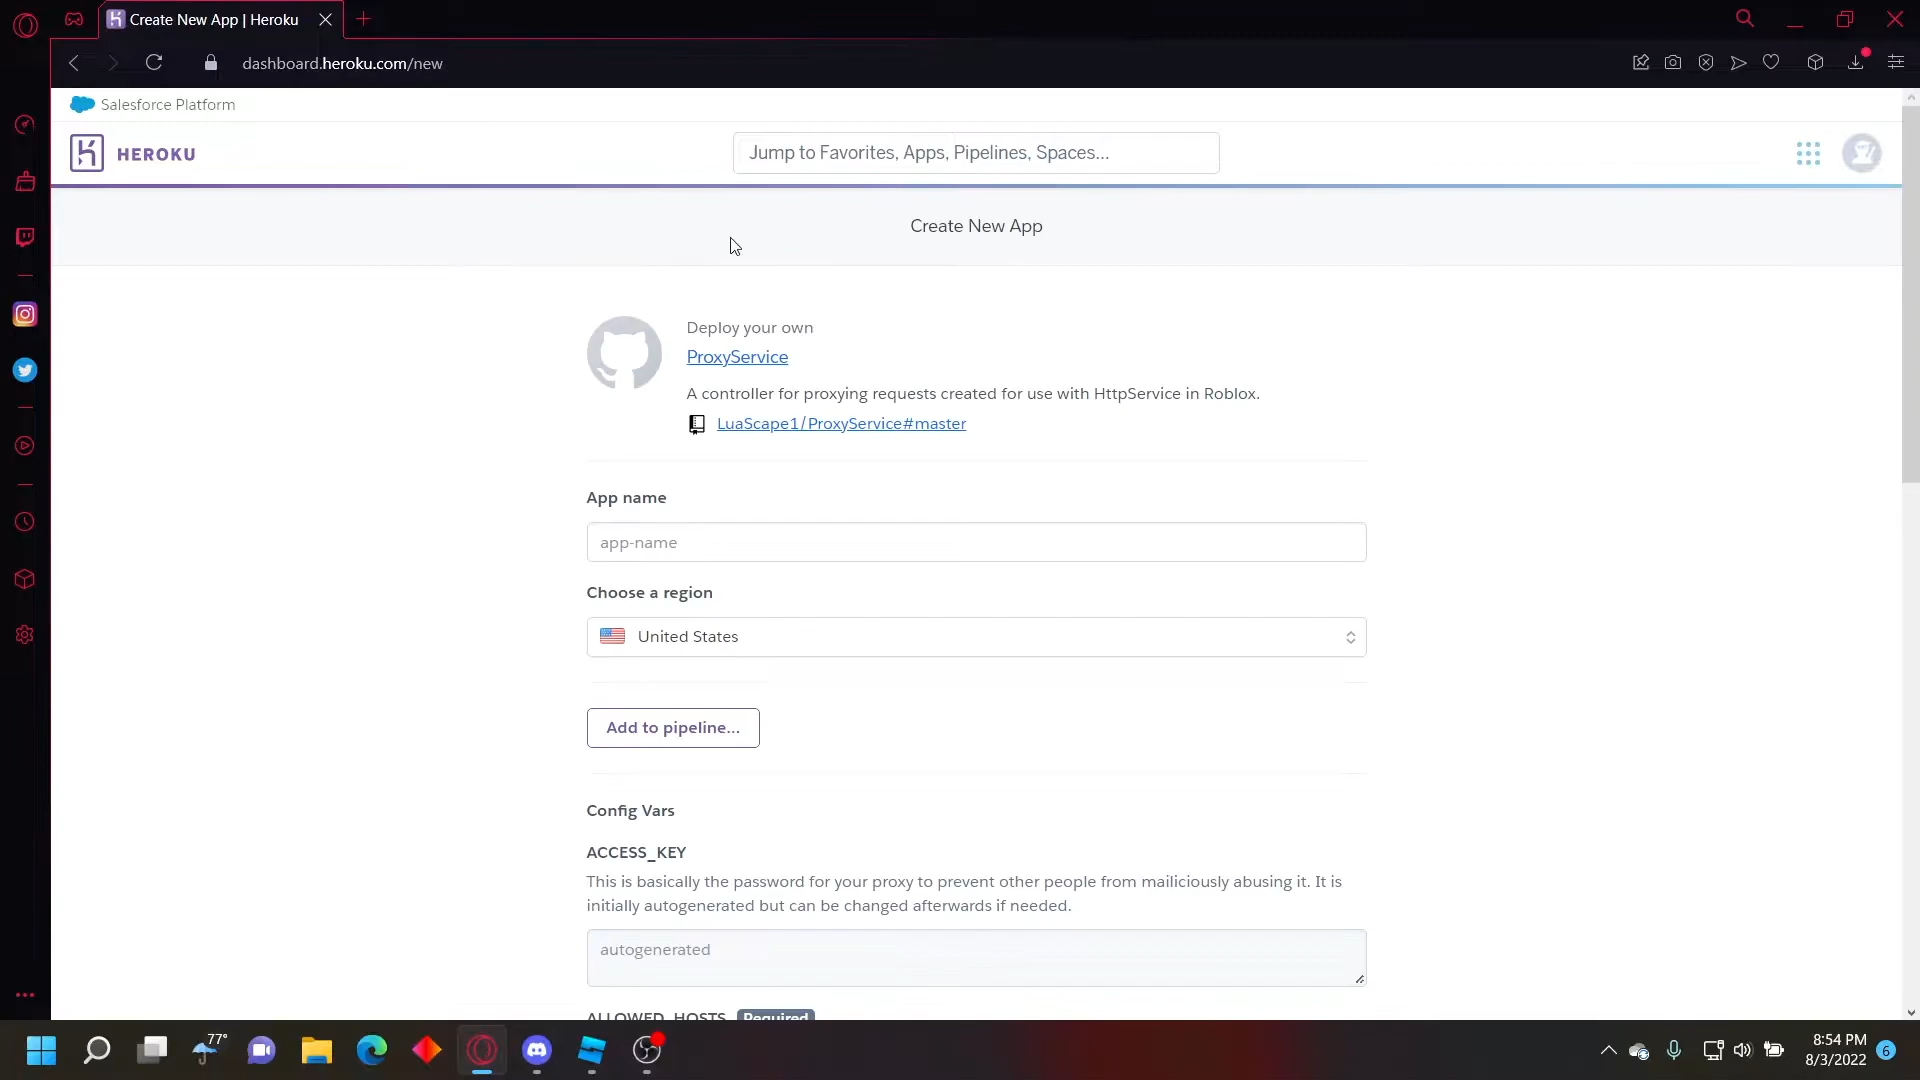 Create New App | Heroku
dashboard.heroku.com/new
Salesforce Platform
HEROKU
Jump to Favorites, Apps, Pipelines, Spaces...
Create New App
Deploy your own
ProxyService
A controller for proxying requests created for use with HttpService in Roblox.
LuaScape1/ProxyService#master
App name
app-name
Choose a region
United States
Add to pipeline...
Config Vars
ACCESS_KEY
This is basically the password for your proxy to prevent other people from mailiciously abusing it. It is
initially autogenerated but can be changed afterwards if needed.
autogenerated
ALLOWED_HOSTS Required
77°
8:54 PM
8/3/2022
6